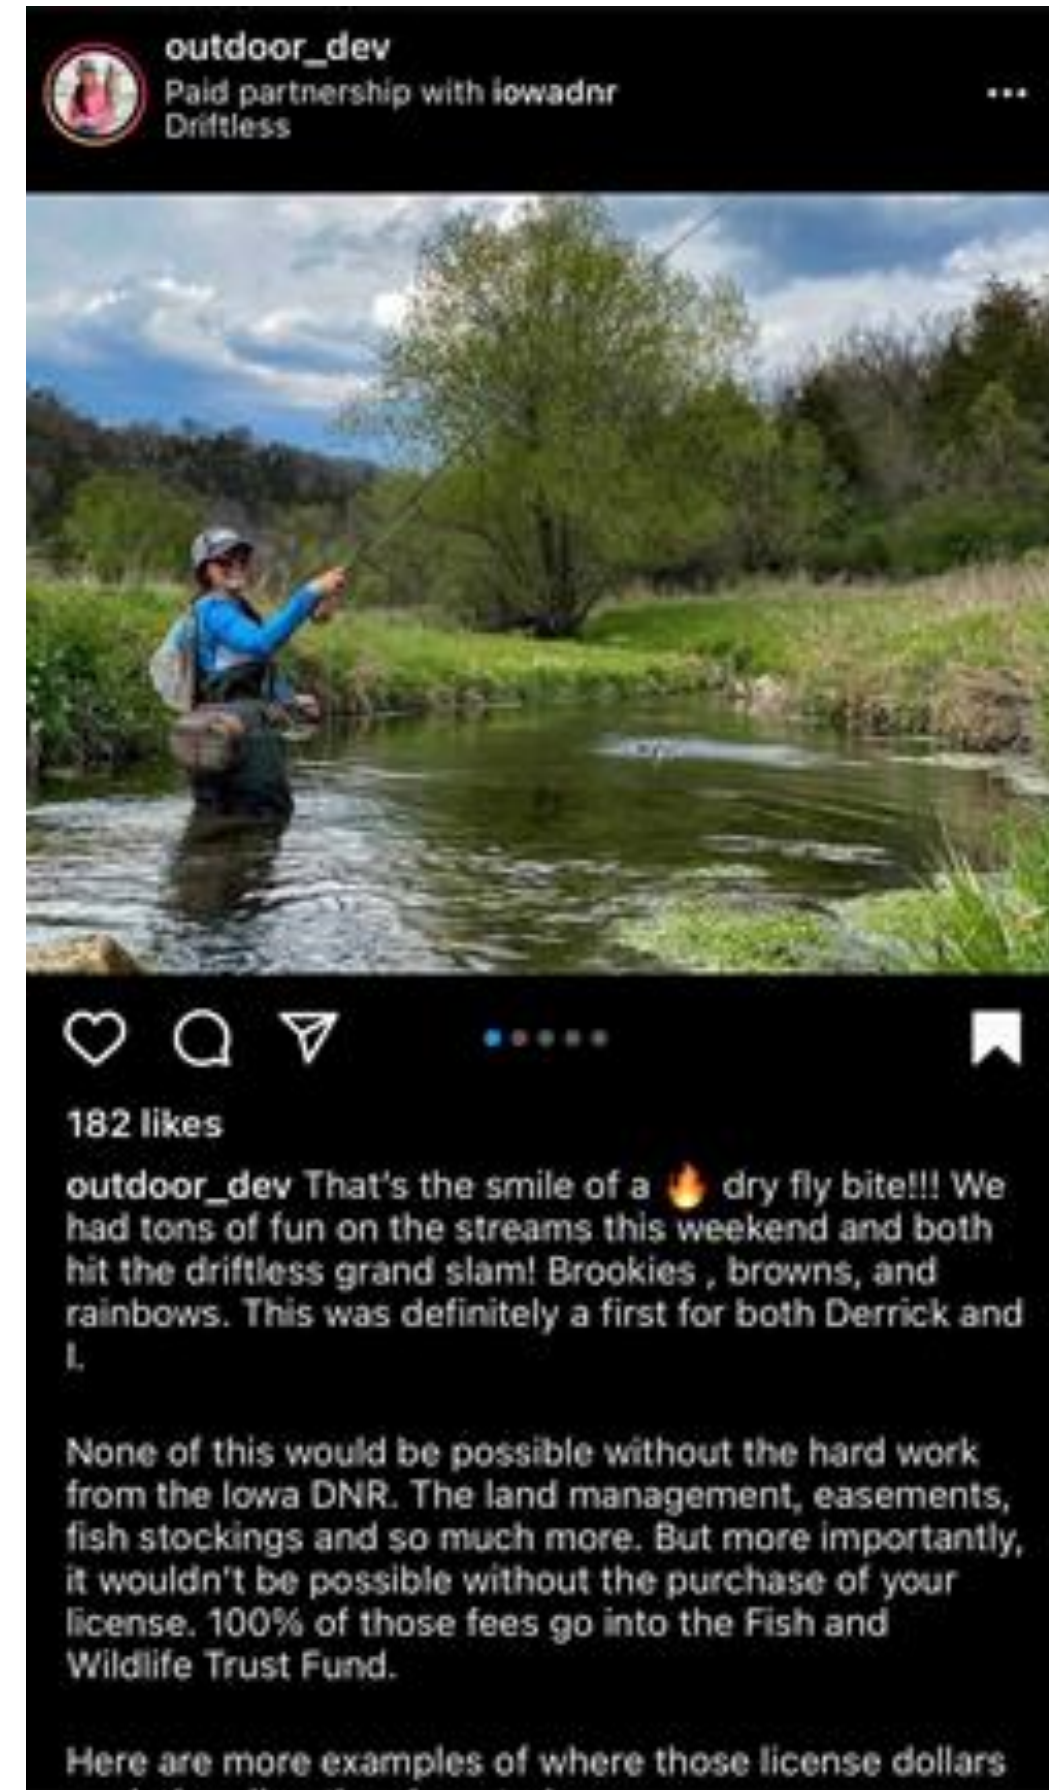 outdoor_dev
Paid partnership with iowadnr
Driftless
182 likes
outdoor_dev That's the smile of a 🔥 dry fly bite!!! We
had tons of fun on the streams this weekend and both
hit the driftless grand slam! Brookies , browns, and
rainbows. This was definitely a first for both Derrick and
I.
None of this would be possible without the hard work
from the Iowa DNR. The land management, easements,
fish stockings and so much more. But more importantly,
it wouldn't be possible without the purchase of your
license. 100% of those fees go into the Fish and
Wildlife Trust Fund.
Here are more examples of where those license dollars